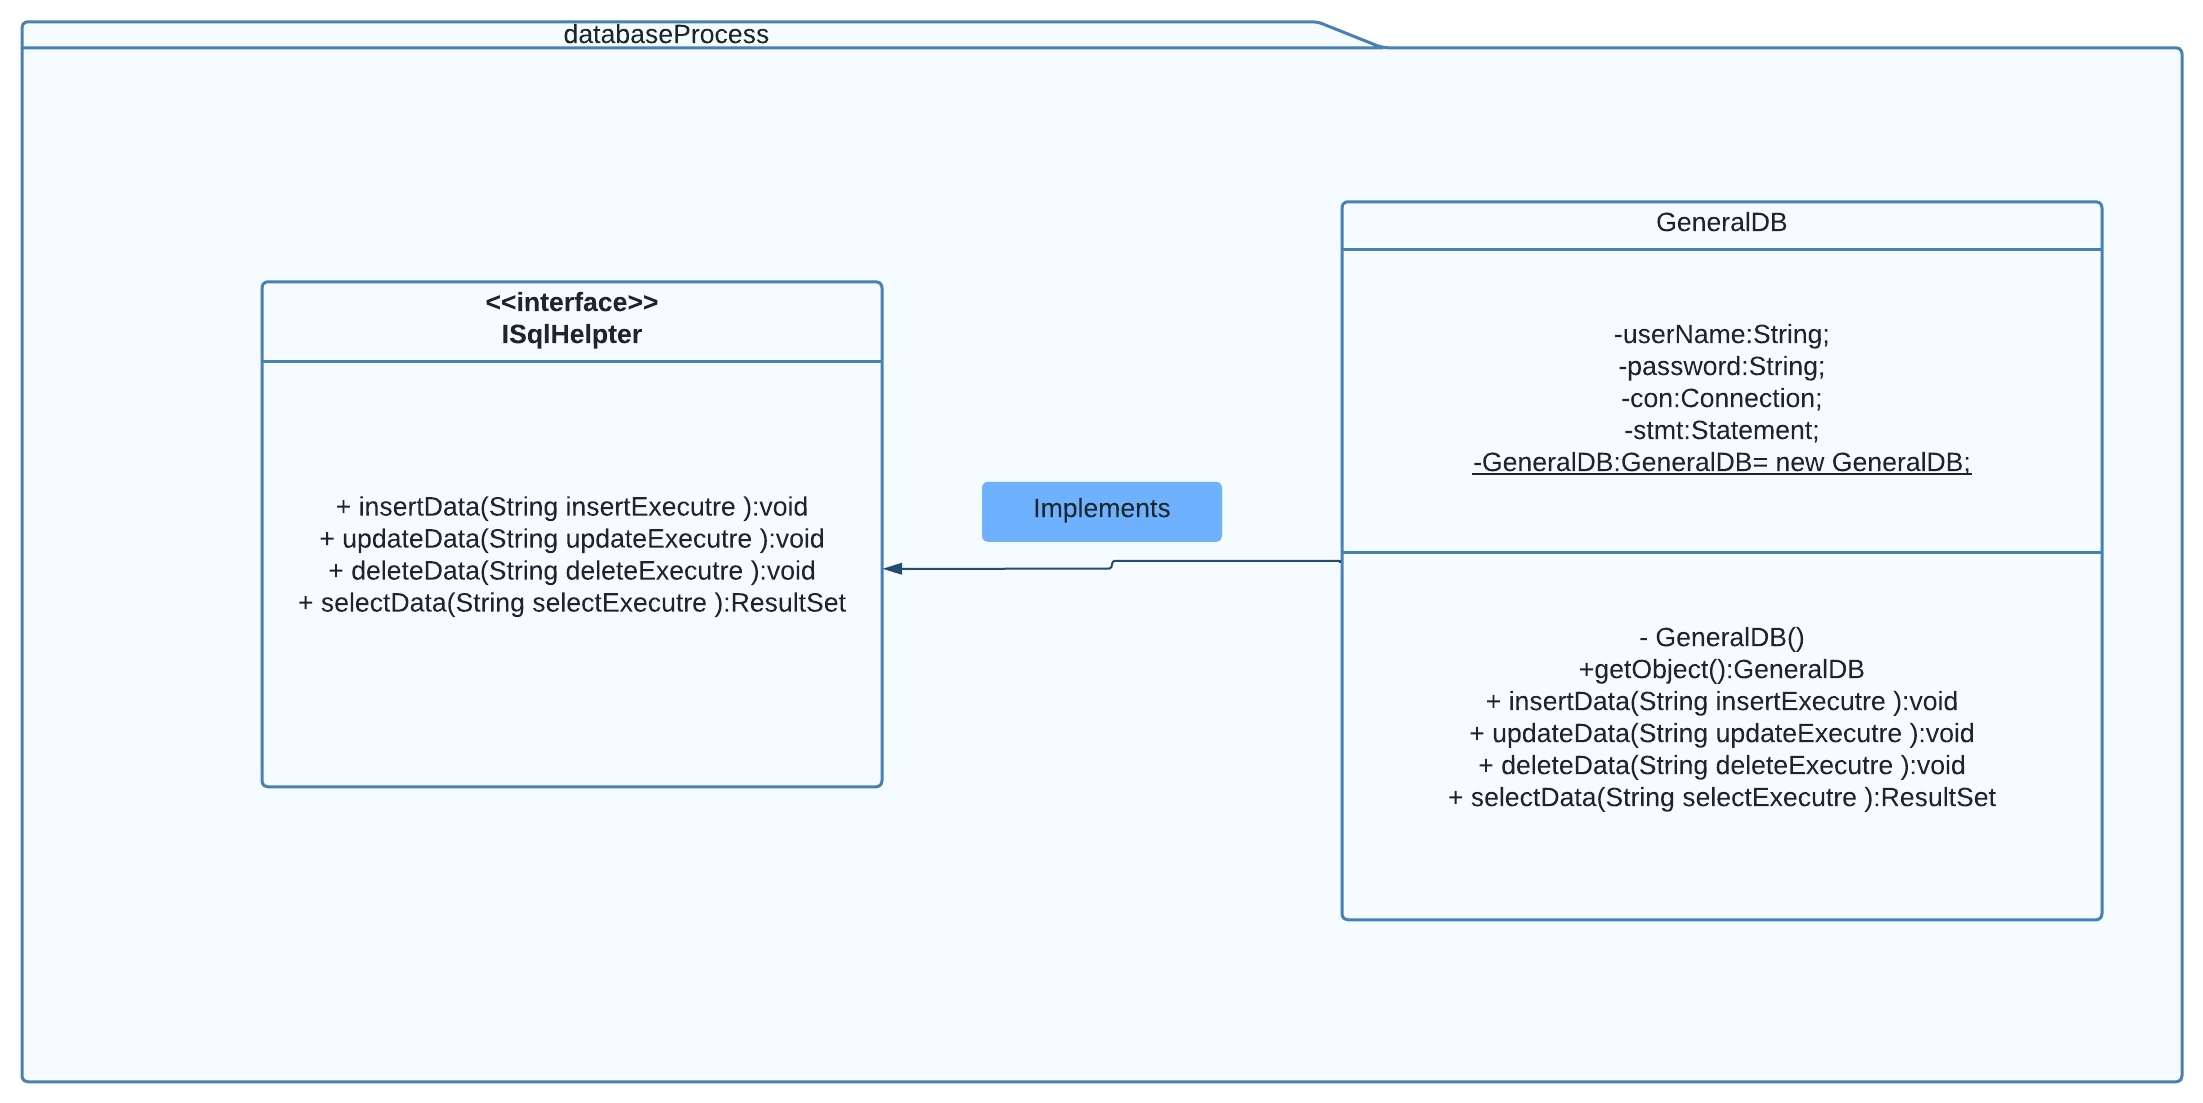 databaseProcess
<<interface>>
ISqlHelpter
+ insertData(String insertExecutre ):void
+ updateData(String updateExecutre ):void
+ deleteData(String deleteExecutre ):void
+ selectData(String selectExecutre ):ResultSet
Implements
GeneralDB
-userName:String;
-password:String;
-con:Connection;
-stmt:Statement;
-GeneralDB:GeneralDB= new GeneralDB;
- GeneralDB()
+getObject():GeneralDB
+ insertData(String insertExecutre ):void
+ updateData(String updateExecutre ):void
+ deleteData(String deleteExecutre ):void
+ selectData(String selectExecutre ):ResultSet